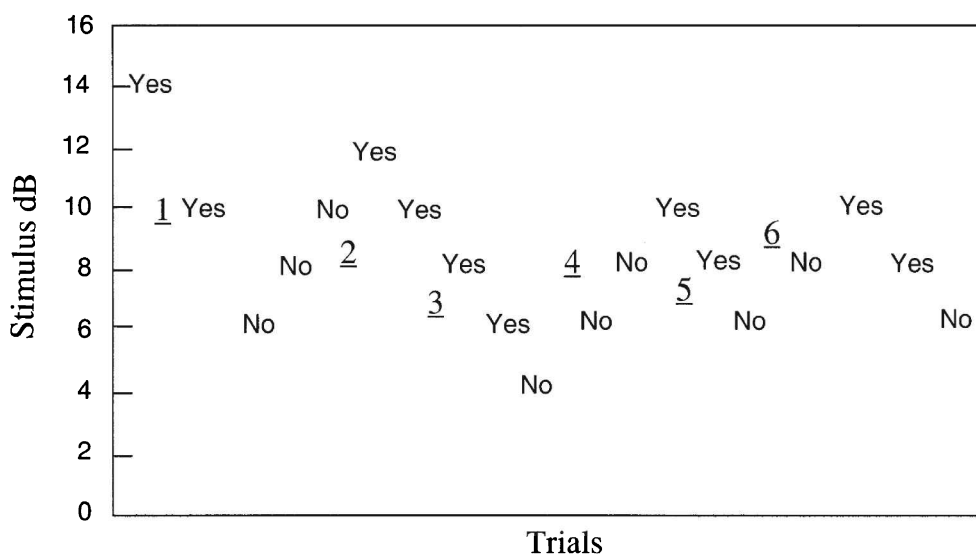 16
Yes
14
12
Yes
10
1
Yes
No
Yes
Yes
Yes
2
4
6
8
No
Yes
No
Yes
No
Yes
3
5
6
No
Yes
No
No
No
4
No
2
0
Stimulus dB
Trials